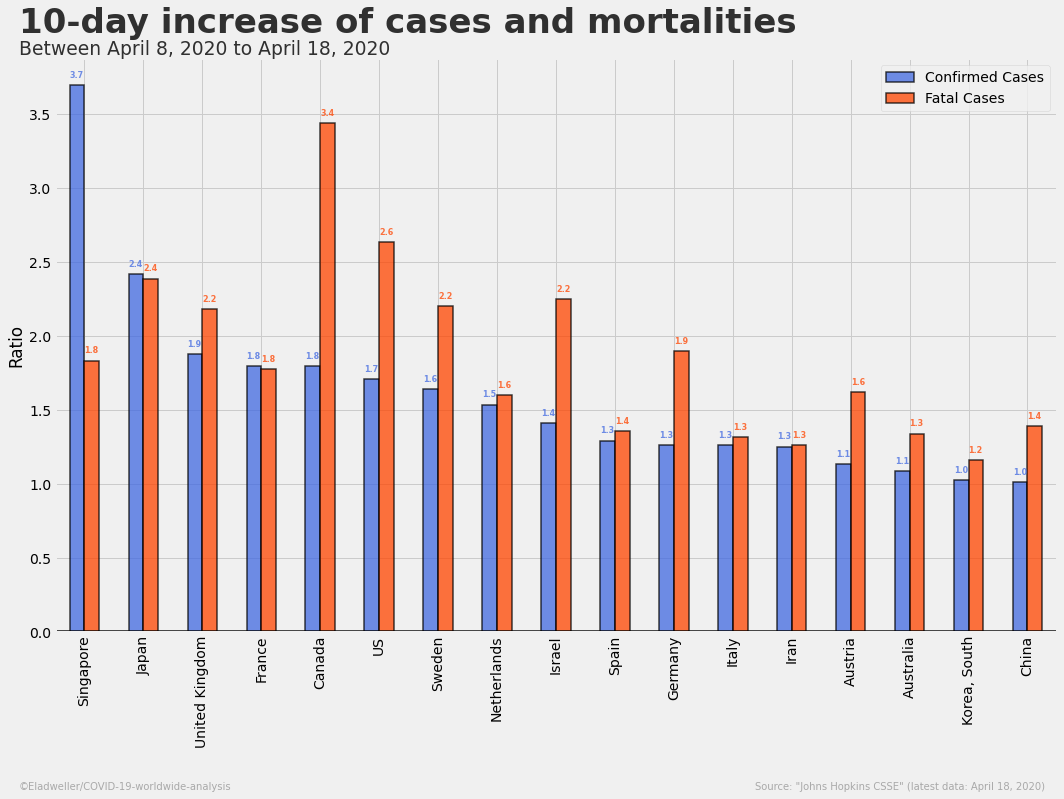 10-day increase of cases and mortalities
Between April 8, 2020 to April 18, 2020
Confirmed Cases
Fatal Cases
Ratio
3.5
3.0
2.5
2.0
1.5
1.0
0.5
0.0
3.7 1.8 2.4 2.4 1.9 2.2 1.8 1.8 1.8 3.4 1.7 2.6 1.6 2.2 1.5 1.6 1.4 2.2 1.3 1.4 1.3 1.9 1.3 1.3 1.3 1.3 1.1 1.6 1.1 1.3 1.0 1.2 1.0 1.4
Singapore
Japan
United Kingdom
France
Canada
US
Sweden
Netherlands
Israel
Spain
Germany
Italy
Iran
Austria
Australia
Korea, South
China
©Eladweller/COVID-19-worldwide-analysis
Source: "Johns Hopkins CSSE" (latest data: April 18, 2020)